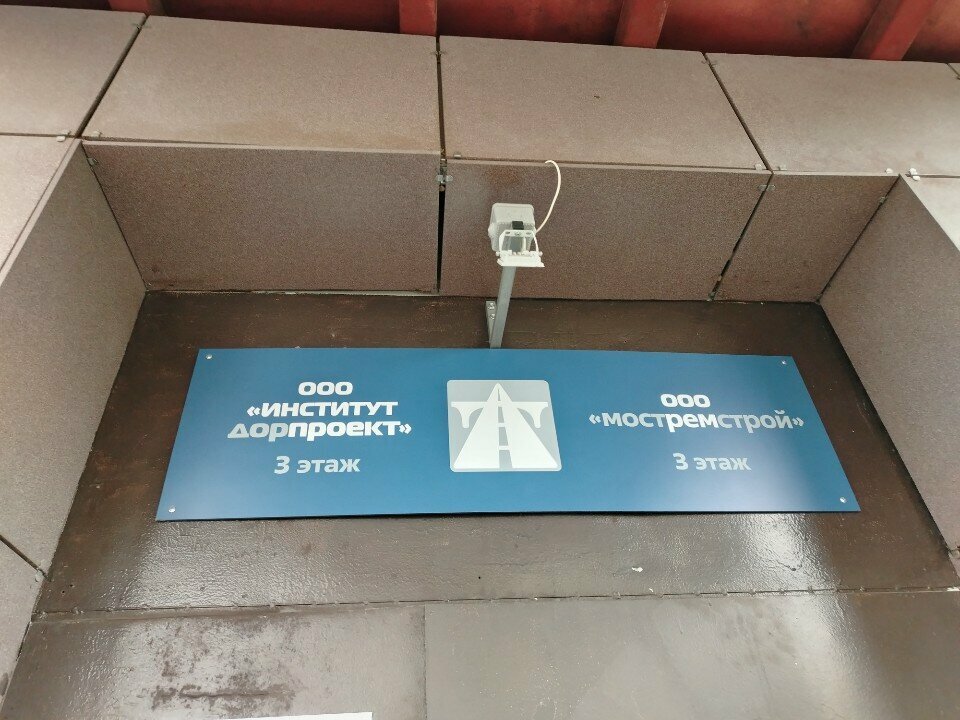 ООО
«ИНСТИТУТ
ДОРПРОЕКТ»
3 этаж
ООО
«МОСТРЕМСТРОЙ»
3 этаж